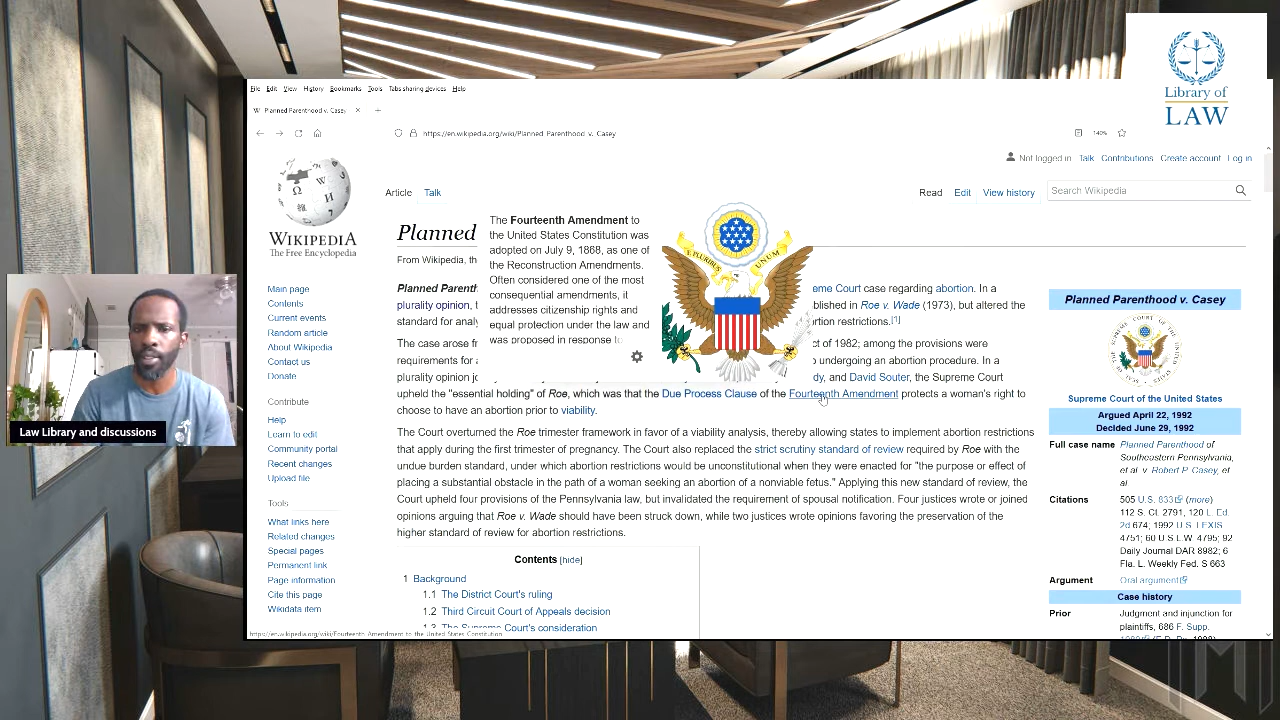 Library of
LAW
File Edit View History Bookmarks Tools Tabs sharing devices Help
W Planned Parenthood v. Casey
https://en.wikipedia.org/wiki/Planned_Parenthood_v._Casey
140%
Not logged in Talk Contributions Create account Log in
Article Talk
Read Edit View history
Search Wikipedia
WIKIPEDIA
The Free Encyclopedia
Main page
Contents
Current events
Random article
About Wikipedia
Contact us
Donate
Contribute
Help
Learn to edit
Community portal
Recent changes
Upload file
Tools
What links here
Related changes
Special pages
Permanent link
Page information
Cite this page
Wikidata item
Law Library and discussions
Planned
From Wikipedia, th
The Fourteenth Amendment to
the United States Constitution was
adopted on July 9, 1868, as one of
the Reconstruction Amendments.
Often considered one of the most
consequential amendments, it
addresses citizenship rights and
equal protection under the law and
was proposed in response to
E PLURIBUS UNUM
Planned Parenth eme Court case regarding abortion. In a
plurality opinion, t blished in Roe v. Wade (1973), but altered the
standard for analy ortion restrictions.[1]
The case arose fr ct of 1982; among the provisions were
requirements for a undergoing an abortion procedure. In a
plurality opinion jo dy, and David Souter, the Supreme Court
upheld the "essential holding" of Roe, which was that the Due Process Clause of the Fourteenth Amendment protects a woman's right to
choose to have an abortion prior to viability.
The Court overturned the Roe trimester framework in favor of a viability analysis, thereby allowing states to implement abortion restrictions
that apply during the first trimester of pregnancy. The Court also replaced the strict scrutiny standard of review required by Roe with the
undue burden standard, under which abortion restrictions would be unconstitutional when they were enacted for "the purpose or effect of
placing a substantial obstacle in the path of a woman seeking an abortion of a nonviable fetus." Applying this new standard of review, the
Court upheld four provisions of the Pennsylvania law, but invalidated the requirement of spousal notification. Four justices wrote or joined
opinions arguing that Roe v. Wade should have been struck down, while two justices wrote opinions favoring the preservation of the
higher standard of review for abortion restrictions.
Contents [hide]
1 Background
1.1 The District Court's ruling
1.2 Third Circuit Court of Appeals decision
1.3 The Supreme Court's consideration
Planned Parenthood v. Casey
Supreme Court of the United States
Argued April 22, 1992
Decided June 29, 1992
Full case name Planned Parenthood of
Southeastern Pennsylvania,
et al. v. Robert P. Casey, et
al.
Citations 505 U.S. 833 (more)
112 S. Ct. 2791, 120 L. Ed.
2d 674; 1992 U.S. LEXIS
4751; 60 U.S.L.W. 4795; 92
Daily Journal DAR 8982; 6
Fla. L. Weekly Fed. S 663
Argument Oral argument
Case history
Prior Judgment and injunction for
plaintiffs, 686 F. Supp.
https://en.wikipedia.org/wiki/Fourteenth_Amendment_to_the_United_States_Constitution